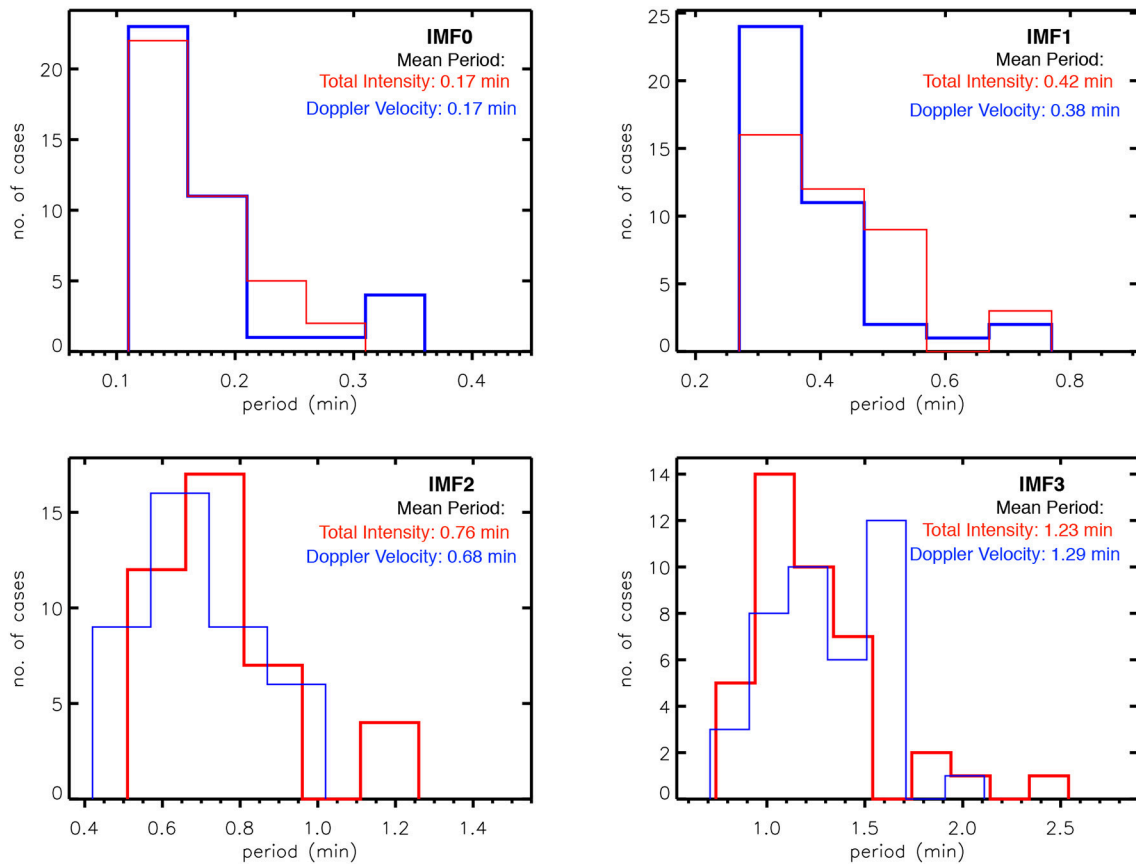 IMF0
Mean Period:
Total Intensity: 0.17 min
Doppler Velocity: 0.17 min
no. of cases
20
15
10
5
0
0.1 0.2 0.3 0.4
period (min)
IMF1
Mean Period:
Total Intensity: 0.42 min
Doppler Velocity: 0.38 min
no. of cases
25
20
15
10
5
0
0.2 0.4 0.6 0.8
period (min)
IMF2
Mean Period:
Total Intensity: 0.76 min
Doppler Velocity: 0.68 min
no. of cases
15
10
5
0
0.4 0.6 0.8 1.0 1.2 1.4
period (min)
IMF3
Mean Period:
Total Intensity: 1.23 min
Doppler Velocity: 1.29 min
no. of cases
14
12
10
8
6
4
2
0
1.0 1.5 2.0 2.5
period (min)